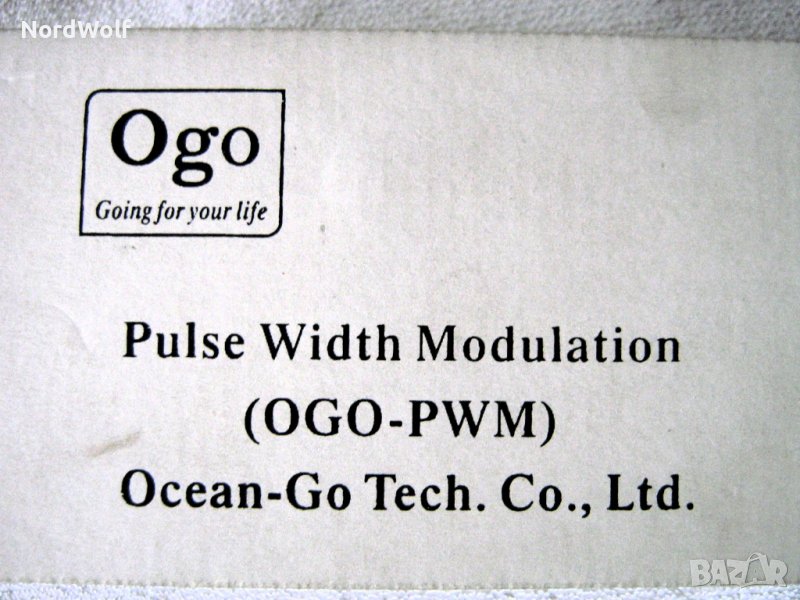 NordWolf
Ogo
Going for your life
Pulse Width Modulation
(OGO-PWM)
Ocean-Go Tech. Co., Ltd.
BAZAR